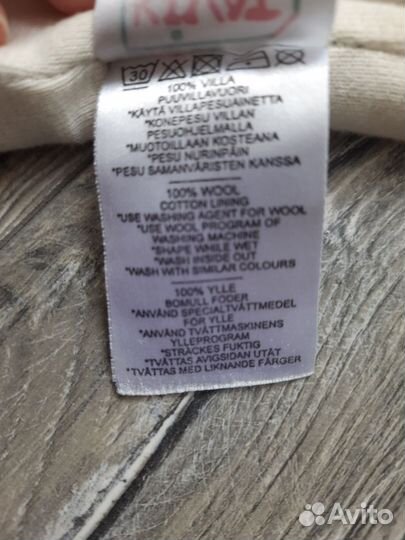 30
100% VILLA
PUUVILLAVUORI
*KÄYTÄ VILLAPESUAINETTA
*KONEPESU VILLAN
PESUOHJELMALLA
*MUOTOILLAAN KOSTEANA
*PESU NURINPÄIN
*PESU SAMANVÄRISTEN KANSSA
100% WOOL
COTTON LINING
*USE WASHING AGENT FOR WOOL
*USE WOOL PROGRAM OF
WASHING MACHINE
*SHAPE WHILE WET
*WASH INSIDE OUT
*WASH WITH SIMILAR COLOURS
100% YLLE
BOMULL FODER
*ANVÄND SPECIALTVÄTTMEDEL
FÖR YLLE
*ANVÄND TVÄTTMASKINENS
YLLEPROGRAM
*STRÄCKES FUKTIG
*TVÄTTAS AVIGSIDAN UTÅT
*TVÄTTAS MED LIKNANDE FÄRGER
Avito